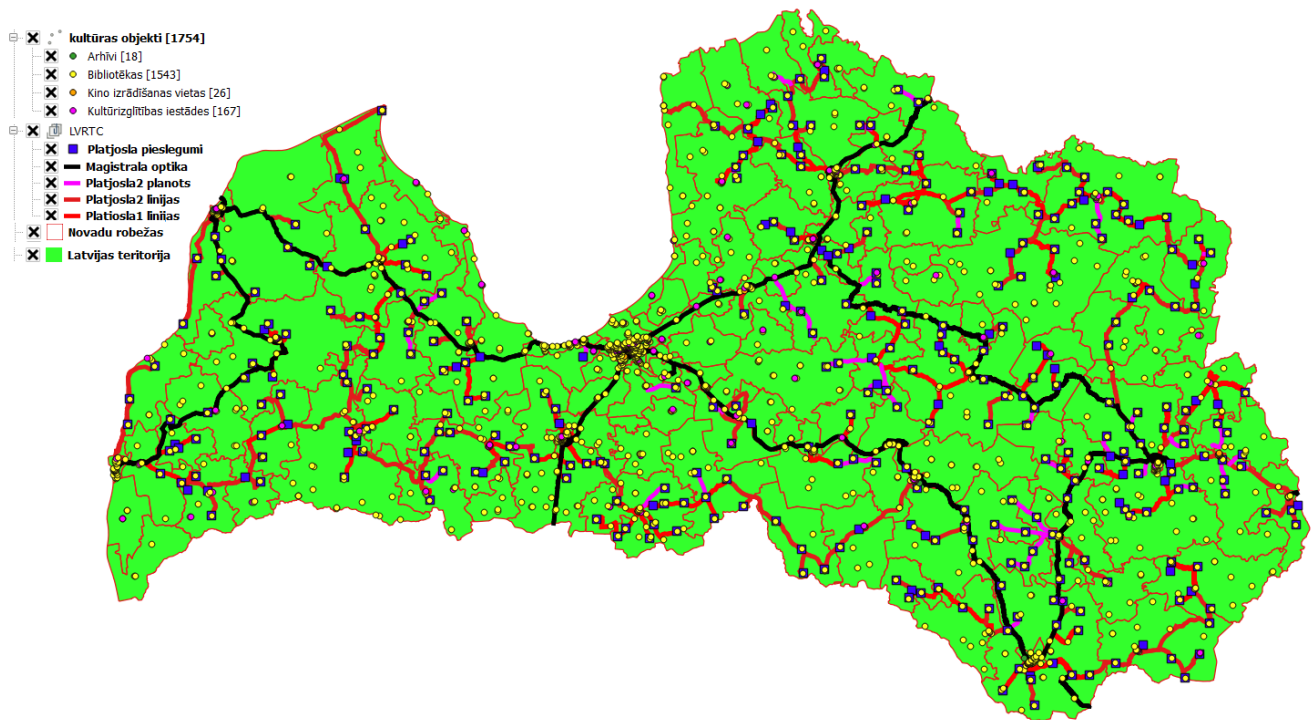 kultūras objekti [1754]
Arhīvi [18]
Bibliotēkas [1543]
Kino izrādīšanas vietas [26]
Kultūrizglītības iestādes [167]
LVRTC
Platjosla pieslegumi
Magistrala optika
Platjosla2 planots
Platjosla2 linijas
Platjosla1 linijas
Novadu robežas
Latvijas teritorija